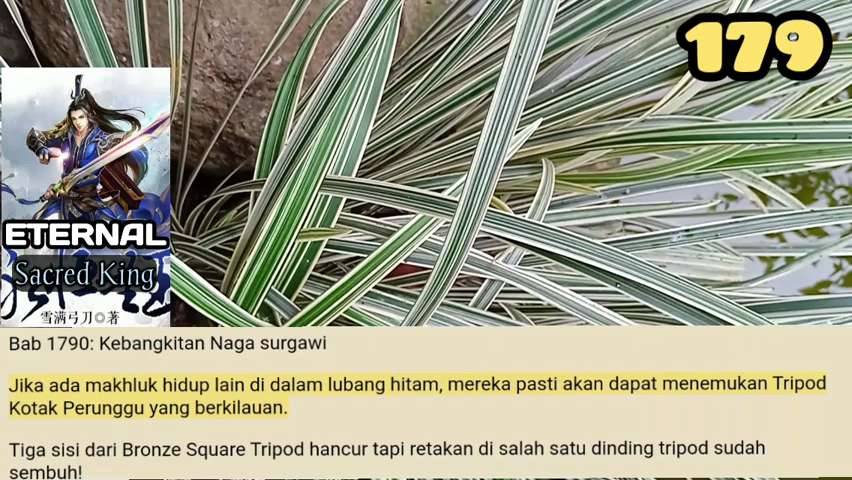 179
ETERNAL
Sacred King
雪满弓刀◎著
Bab 1790: Kebangkitan Naga surgawi
Jika ada makhluk hidup lain di dalam lubang hitam, mereka pasti akan dapat menemukan Tripod
Kotak Perunggu yang berkilauan.
Tiga sisi dari Bronze Square Tripod hancur tapi retakan di salah satu dinding tripod sudah
sembuh!